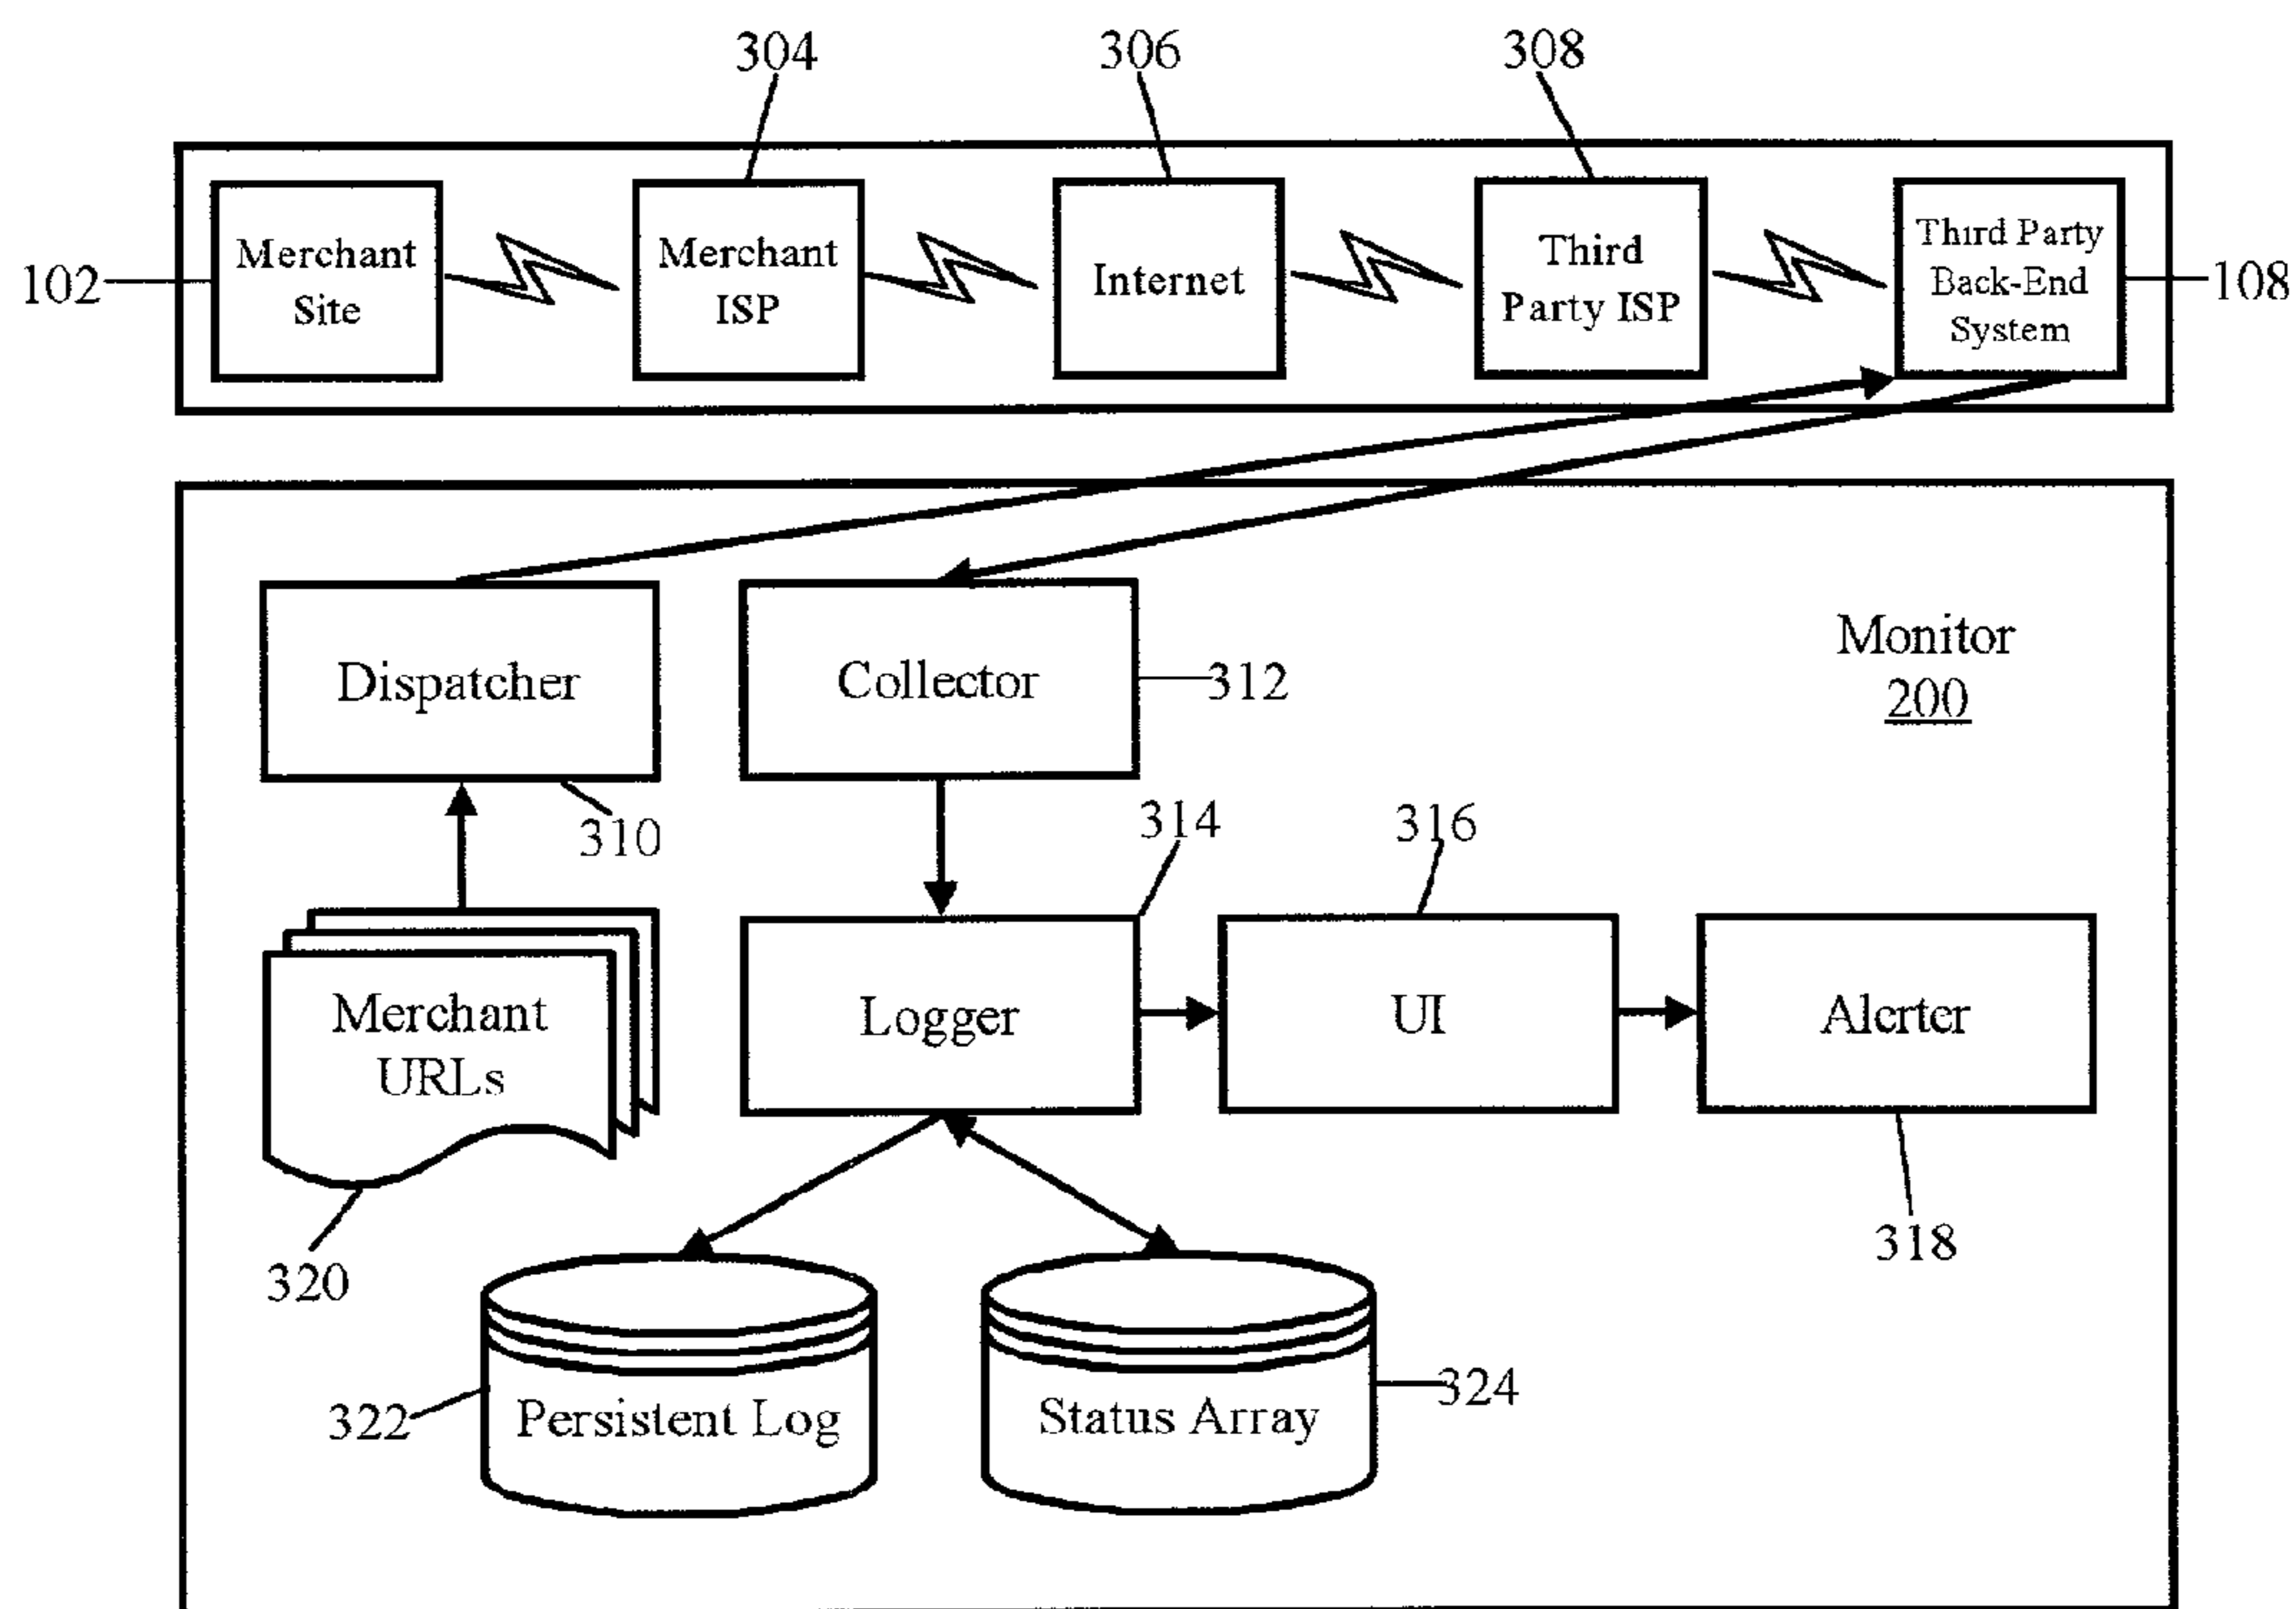 304
306
308
102
Merchant
Site
Merchant
ISP
Internet
Third
Party ISP
Third Party
Back-End
System
108
Dispatcher
310
Collector
312
Monitor
200
Merchant
URLs
320
Logger
314
UI
316
Alerter
318
322
Persistent Log
Status Array
324